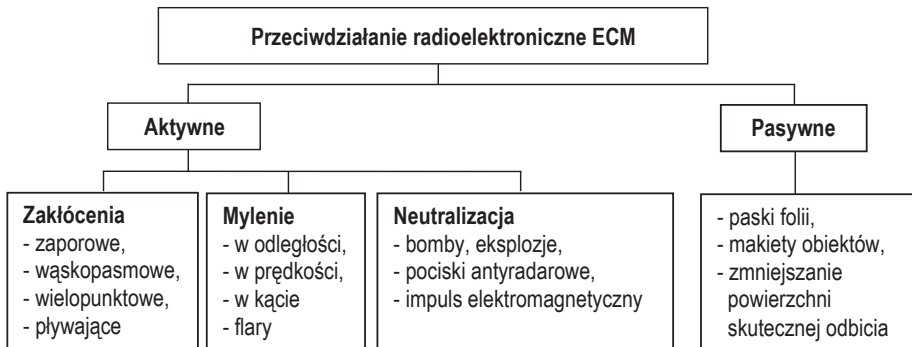 Przeciwdziałanie radioelektroniczne ECM
Aktywne
Pasywne
Zakłócenia
- zaporowe,
- wąskopasmowe,
- wielopunktowe,
- pływające
Mylenie
- w odległości,
- w prędkości,
- w kącie
- flary
Neutralizacja
- bomby, eksplozje,
- pociski antyradarowe,
- impuls elektromagnetyczny
- paski folii,
- makiety obiektów,
- zmniejszanie
powierzchni
skutecznej odbicia